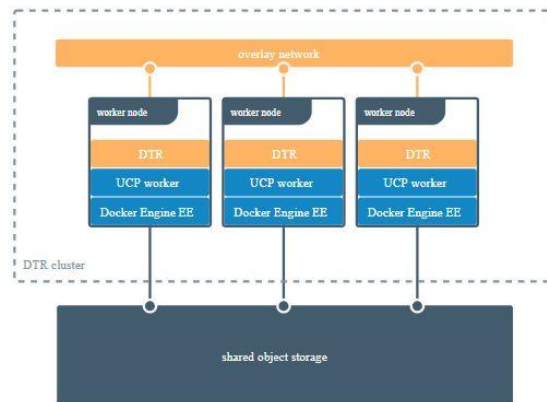 overlay network
worker node
worker node
worker node
DTR
DTR
DTR
UCP worker
UCP worker
UCP worker
Docker Engine EE
Docker Engine EE
Docker Engine EE
DTR cluster
shared object storage